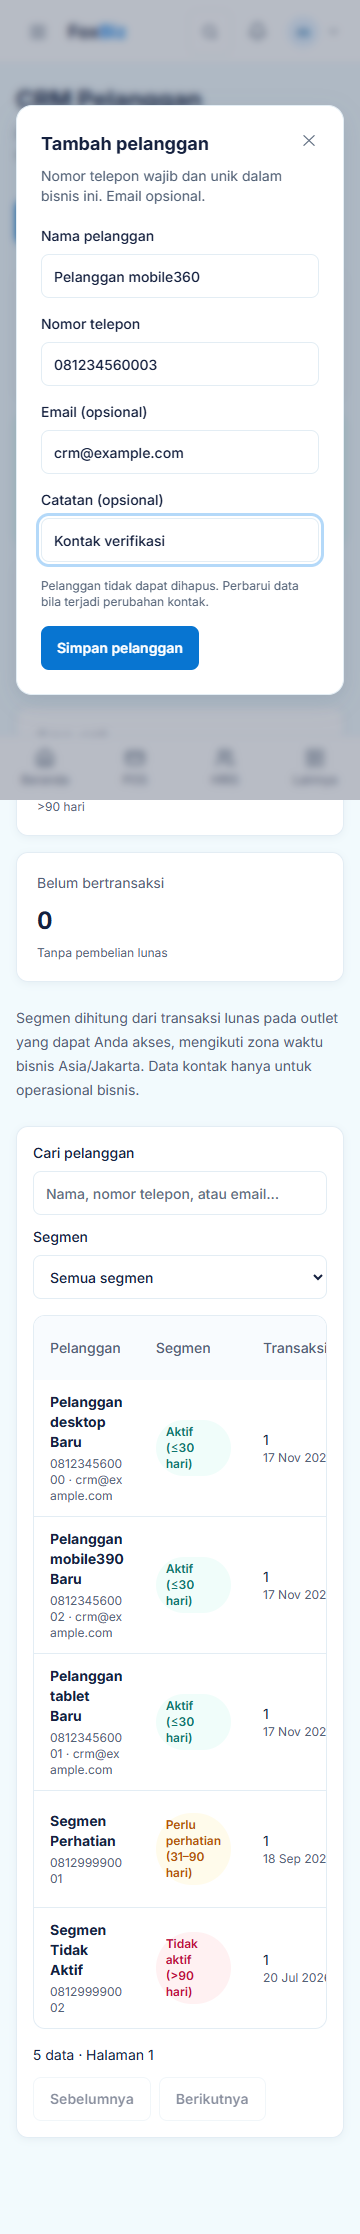 FoxBiz
CRM Pelanggan
Tambah pelanggan
Nomor telepon wajib dan unik dalam
bisnis ini. Email opsional.
Nama pelanggan
Pelanggan mobile360
Nomor telepon
081234560003
Email (opsional)
crm@example.com
Catatan (opsional)
Kontak verifikasi
Pelanggan tidak dapat dihapus. Perbarui data
bila terjadi perubahan kontak.
Simpan pelanggan
Beranda
POS
HRIS
Lainnya
>90 hari
Belum bertransaksi
0
Tanpa pembelian lunas
Segmen dihitung dari transaksi lunas pada outlet
yang dapat Anda akses, mengikuti zona waktu
bisnis Asia/Jakarta. Data kontak hanya untuk
operasional bisnis.
Cari pelanggan
Nama, nomor telepon, atau email...
Segmen
Semua segmen
Pelanggan Segmen Transaksi
Pelanggan
desktop
Baru
0812345600
00 · crm@ex
ample.com
Aktif
(≤30
hari)
1
17 Nov 202
Pelanggan
mobile390
Baru
0812345600
02 · crm@ex
ample.com
Aktif
(≤30
hari)
1
17 Nov 202
Pelanggan
tablet
Baru
0812345600
01 · crm@ex
ample.com
Aktif
(≤30
hari)
1
17 Nov 202
Segmen
Perhatian
0812999900
01
Perlu
perhatian
(31–90
hari)
1
18 Sep 202
Segmen
Tidak
Aktif
0812999900
02
Tidak
aktif
(>90
hari)
1
20 Jul 2026
5 data · Halaman 1
Sebelumnya
Berikutnya